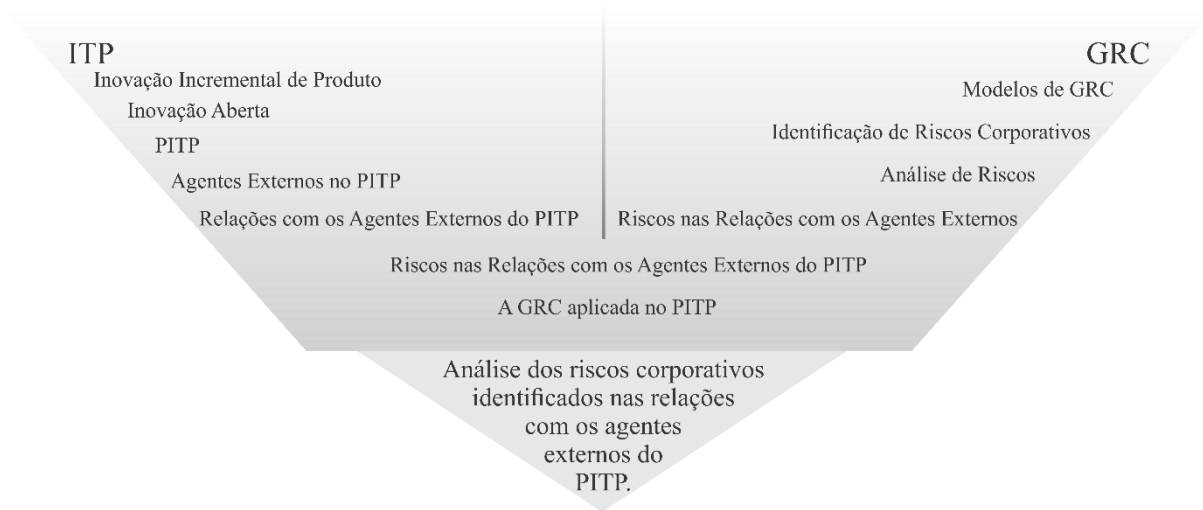 ITP
Inovação Incremental de Produto
Inovação Aberta
PITP
Agentes Externos no PITP
Relações com os Agentes Externos do PITP
GRC
Modelos de GRC
Identificação de Riscos Corporativos
Análise de Riscos
Riscos nas Relações com os Agentes Externos
Riscos nas Relações com os Agentes Externos do PITP
A GRC aplicada no PITP
Análise dos riscos corporativos
identificados nas relações
com os agentes
externos do
PITP.